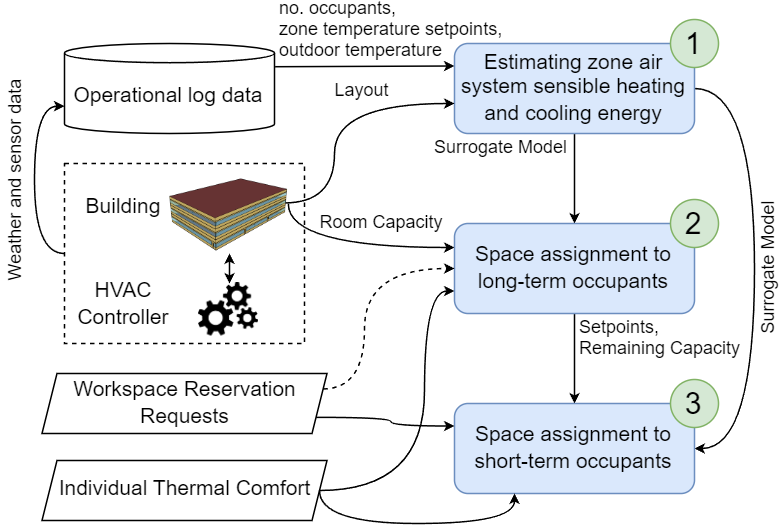 no. occupants,
zone temperature setpoints,
outdoor temperature
1
Operational log data
Estimating zone air
system sensible heating
and cooling energy
Layout
Weather and sensor data
Surrogate Model
Building
Room Capacity
2
Space assignment to
long-term occupants
HVAC
Controller
Surrogate Model
Setpoints,
Remaining Capacity
Workspace Reservation
Requests
3
Space assignment to
short-term occupants
Individual Thermal Comfort